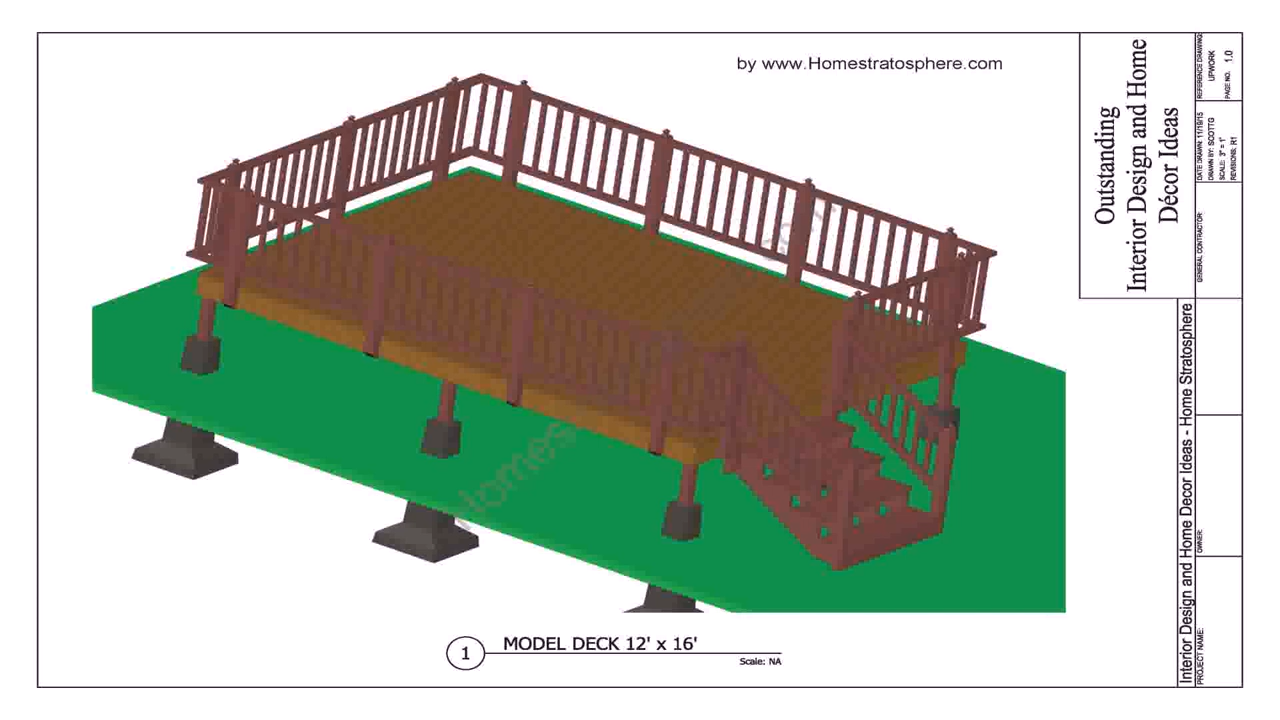 by www.Homestratosphere.com
Outstanding
Interior Design and Home
Décor Ideas
REFERENCE DRAWING:
UPWORK
PAGE NO. 1.0
DATE DRAWN: 11/19/15
DRAWN BY: SCOTTG
SCALE: 3" = 1'
REVISIONS: R1
GENERAL CONTRACTOR:
Interior Design and Home Decor Ideas - Home Stratosphere
OWNER:
PROJECT NAME:
Homes
1
MODEL DECK 12' x 16'
Scale: NA